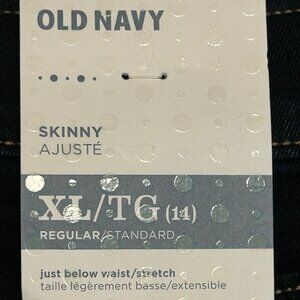 OLD NAVY
SKINNY
AJUSTÉ
XL/TG (14)
REGULAR/STANDARD
just below waist/stretch
taille légèrement basse/extensible